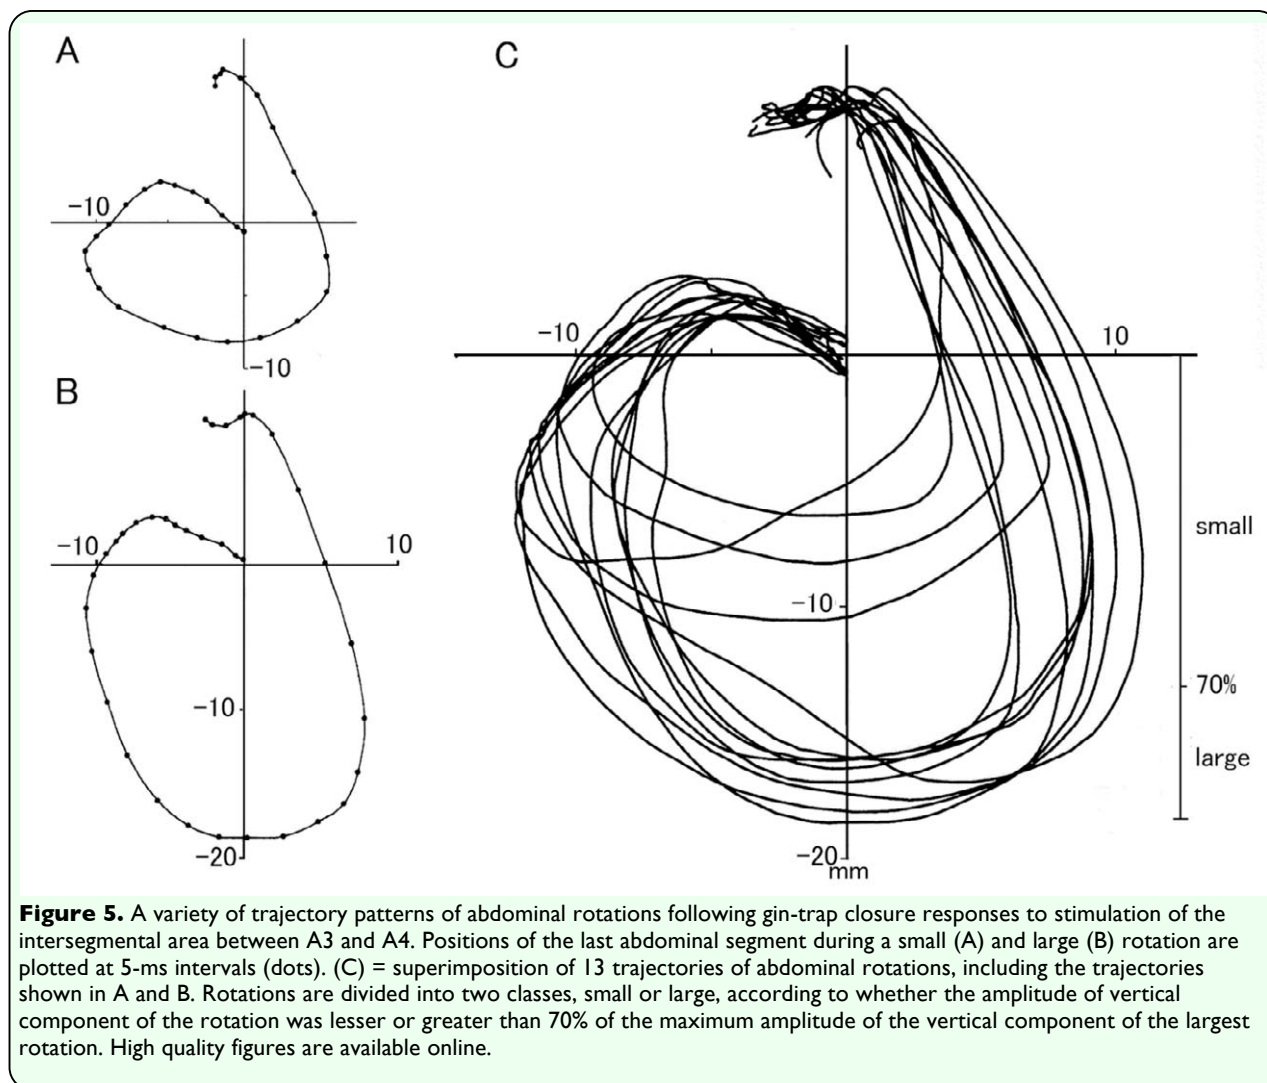 A
C
-10
-10
B
-10
10
-10
10
small
-10
-10
70%
large
-20
-20
mm
Figure 5. A variety of trajectory patterns of abdominal rotations following gin-trap closure responses to stimulation of the
intersegmental area between A3 and A4. Positions of the last abdominal segment during a small (A) and large (B) rotation are
plotted at 5-ms intervals (dots). (C) = superimposition of 13 trajectories of abdominal rotations, including the trajectories
shown in A and B. Rotations are divided into two classes, small or large, according to whether the amplitude of vertical
component of the rotation was lesser or greater than 70% of the maximum amplitude of the vertical component of the largest
rotation. High quality figures are available online.